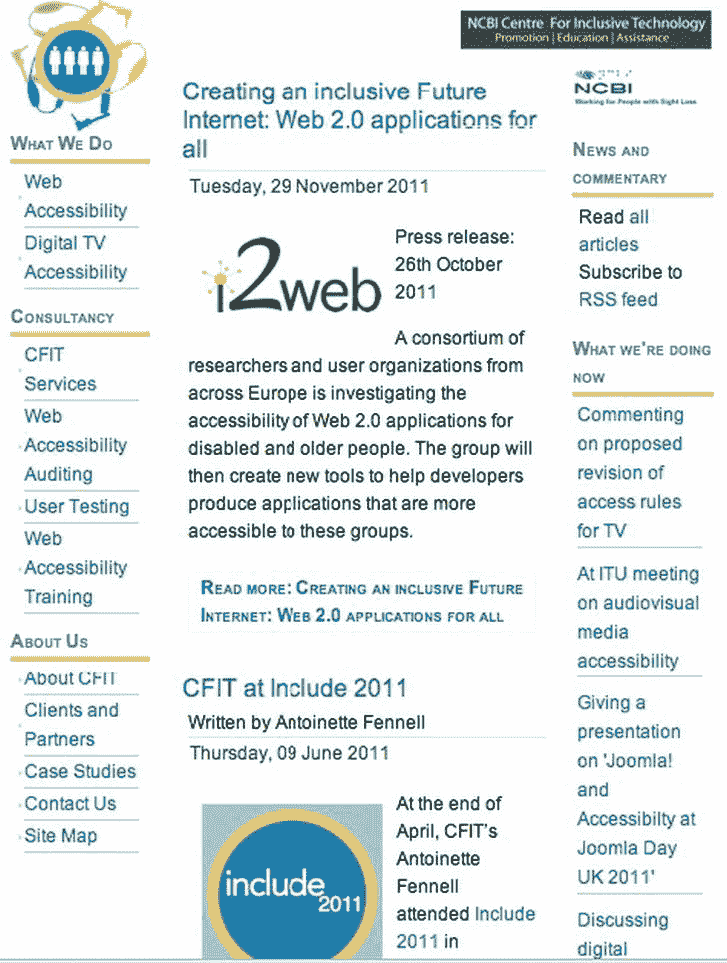 NCBI Centre For Inclusive Technology
Promotion | Education | Assistance
NCBI
Working for People with Sight Loss
WHAT WE DO
Web
Accessibility
Digital TV
Accessibility
CONSULTANCY
CFIT
Services
Web
Accessibility
Auditing
User Testing
Web
Accessibility
Training
ABOUT US
About CFIT
Clients and
Partners
Case Studies
Contact Us
Site Map
Creating an inclusive Future
Internet: Web 2.0 applications for
all
Tuesday, 29 November 2011
i2web
Press release:
26th October
2011
A consortium of
researchers and user organizations from
across Europe is investigating the
accessibility of Web 2.0 applications for
disabled and older people. The group will
then create new tools to help developers
produce applications that are more
accessible to these groups.
READ MORE: CREATING AN INCLUSIVE FUTURE
INTERNET: WEB 2.0 APPLICATIONS FOR ALL
CFIT at Include 2011
Written by Antoinette Fennell
Thursday, 09 June 2011
include
2011
At the end of
April, CFIT's
Antoinette
Fennell
attended Include
2011 in
NEWS AND
COMMENTARY
Read all
articles
Subscribe to
RSS feed
WHAT WE'RE DOING
NOW
Commenting
on proposed
revision of
access rules
for TV
At ITU meeting
on audiovisual
media
accessibility
Giving a
presentation
on 'Joomla!
and
Accessibilty at
Joomla Day
UK 2011'
Discussing
digital